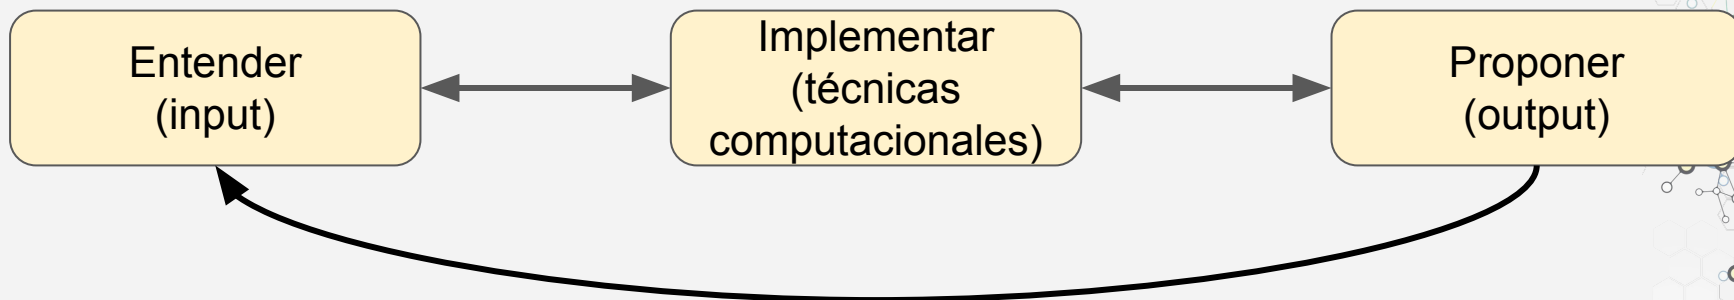 Entender
(input)
Implementar
(técnicas
computacionales)
Proponer
(output)